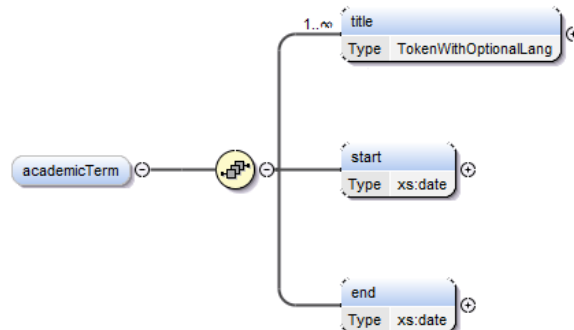 1..∞
title
Type TokenWithOptionalLang
academicTerm
start
Type xs:date
end
Type xs:date